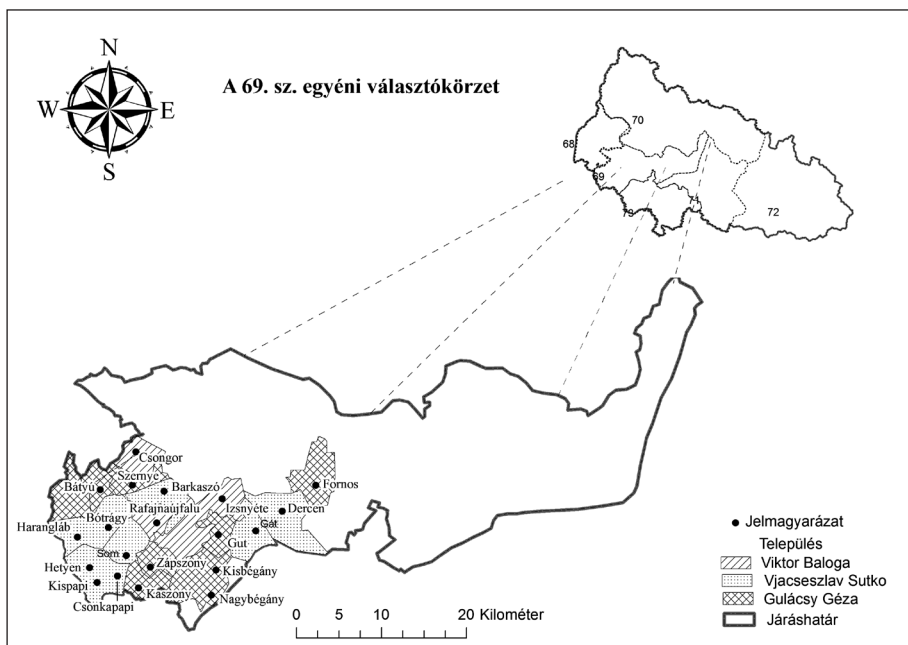 N
W
E
S
A 69. sz. egyéni választókörzet
70
68
69
72
73
Csongor
Szernye
Bátyú
Barkaszó
Fornos
Rafajnaújfalu
Izsnyéte
Dercen
Bótrágy
Harangláb
Gát
Gut
Som
Hetyen
Zápszony
Kisbégány
Kispapi
Kászony
Nagybégány
Csonkapapi
0
5
10
20 Kilométer
Jelmagyarázat
Település
Viktor Baloga
Vjacseszlav Sutko
Gulácsy Géza
Járáshatár